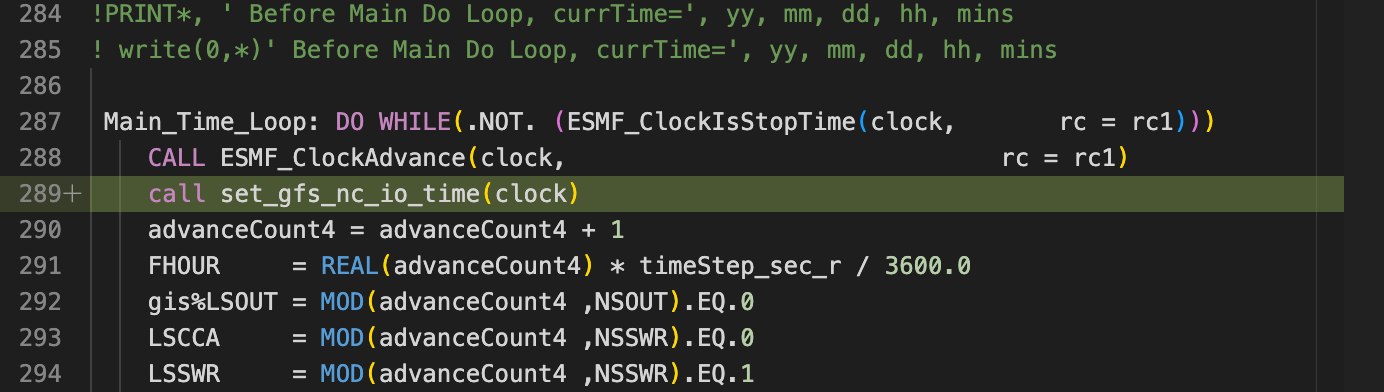 284 !PRINT*, ' Before Main Do Loop, currTime=', yy, mm, dd, hh, mins
285 ! write(0,*)' Before Main Do Loop, currTime=', yy, mm, dd, hh, mins
286
287 Main_Time_Loop: DO WHILE(.NOT. (ESMF_ClockIsStopTime(clock,       rc = rc1)))
288    CALL ESMF_ClockAdvance(clock,                              rc = rc1)
289+    call set_gfs_nc_io_time(clock)
290    advanceCount4 = advanceCount4 + 1
291    FHOUR     = REAL(advanceCount4) * timeStep_sec_r / 3600.0
292    gis%LSOUT = MOD(advanceCount4 ,NSOUT).EQ.0
293    LSCCA     = MOD(advanceCount4 ,NSSWR).EQ.0
294    LSSWR     = MOD(advanceCount4 ,NSSWR).EQ.1